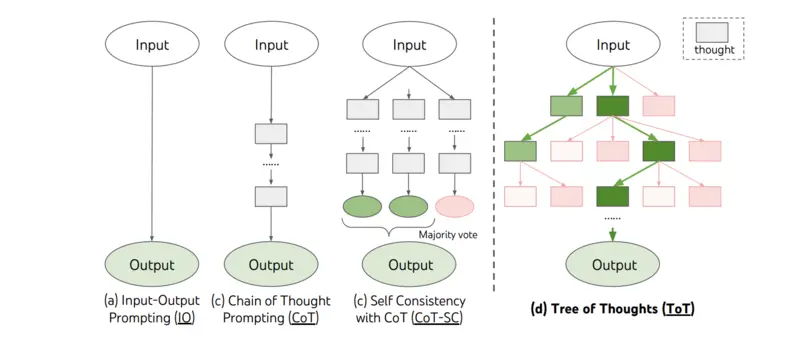 Input
Input
Input
Input
thought
......
......
......
......
......
Majority vote
Output
Output
Output
Output
(a) Input-Output
Prompting (IO)
(c) Chain of Thought
Prompting (CoT)
(c) Self Consistency
with CoT (CoT-SC)
(d) Tree of Thoughts (ToT)